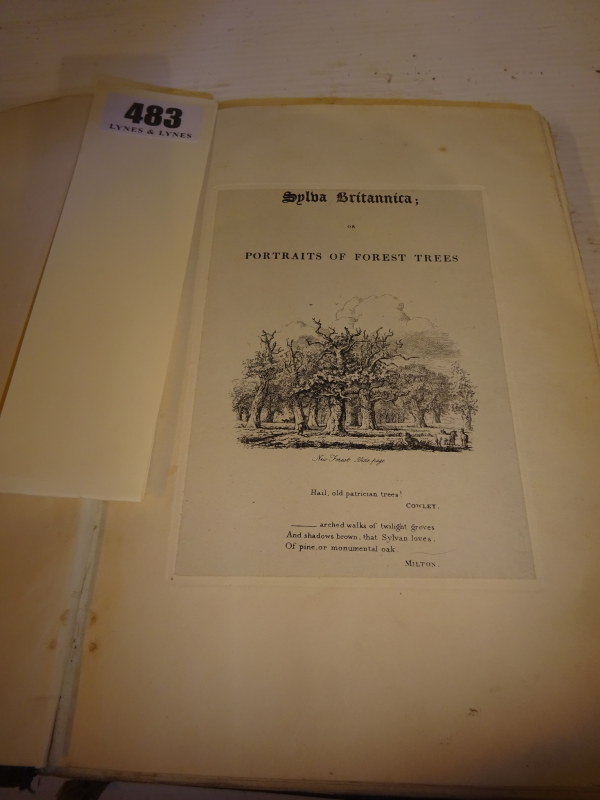 483
LYNES & LYNES
Sylva Britannica;
OR
PORTRAITS OF FOREST TREES
Hail, old patrician trees!
COWLEY.
arched walks of twilight groves
And shadows brown, that Sylvan loves,
Of pine, or monumental oak.
MILTON.